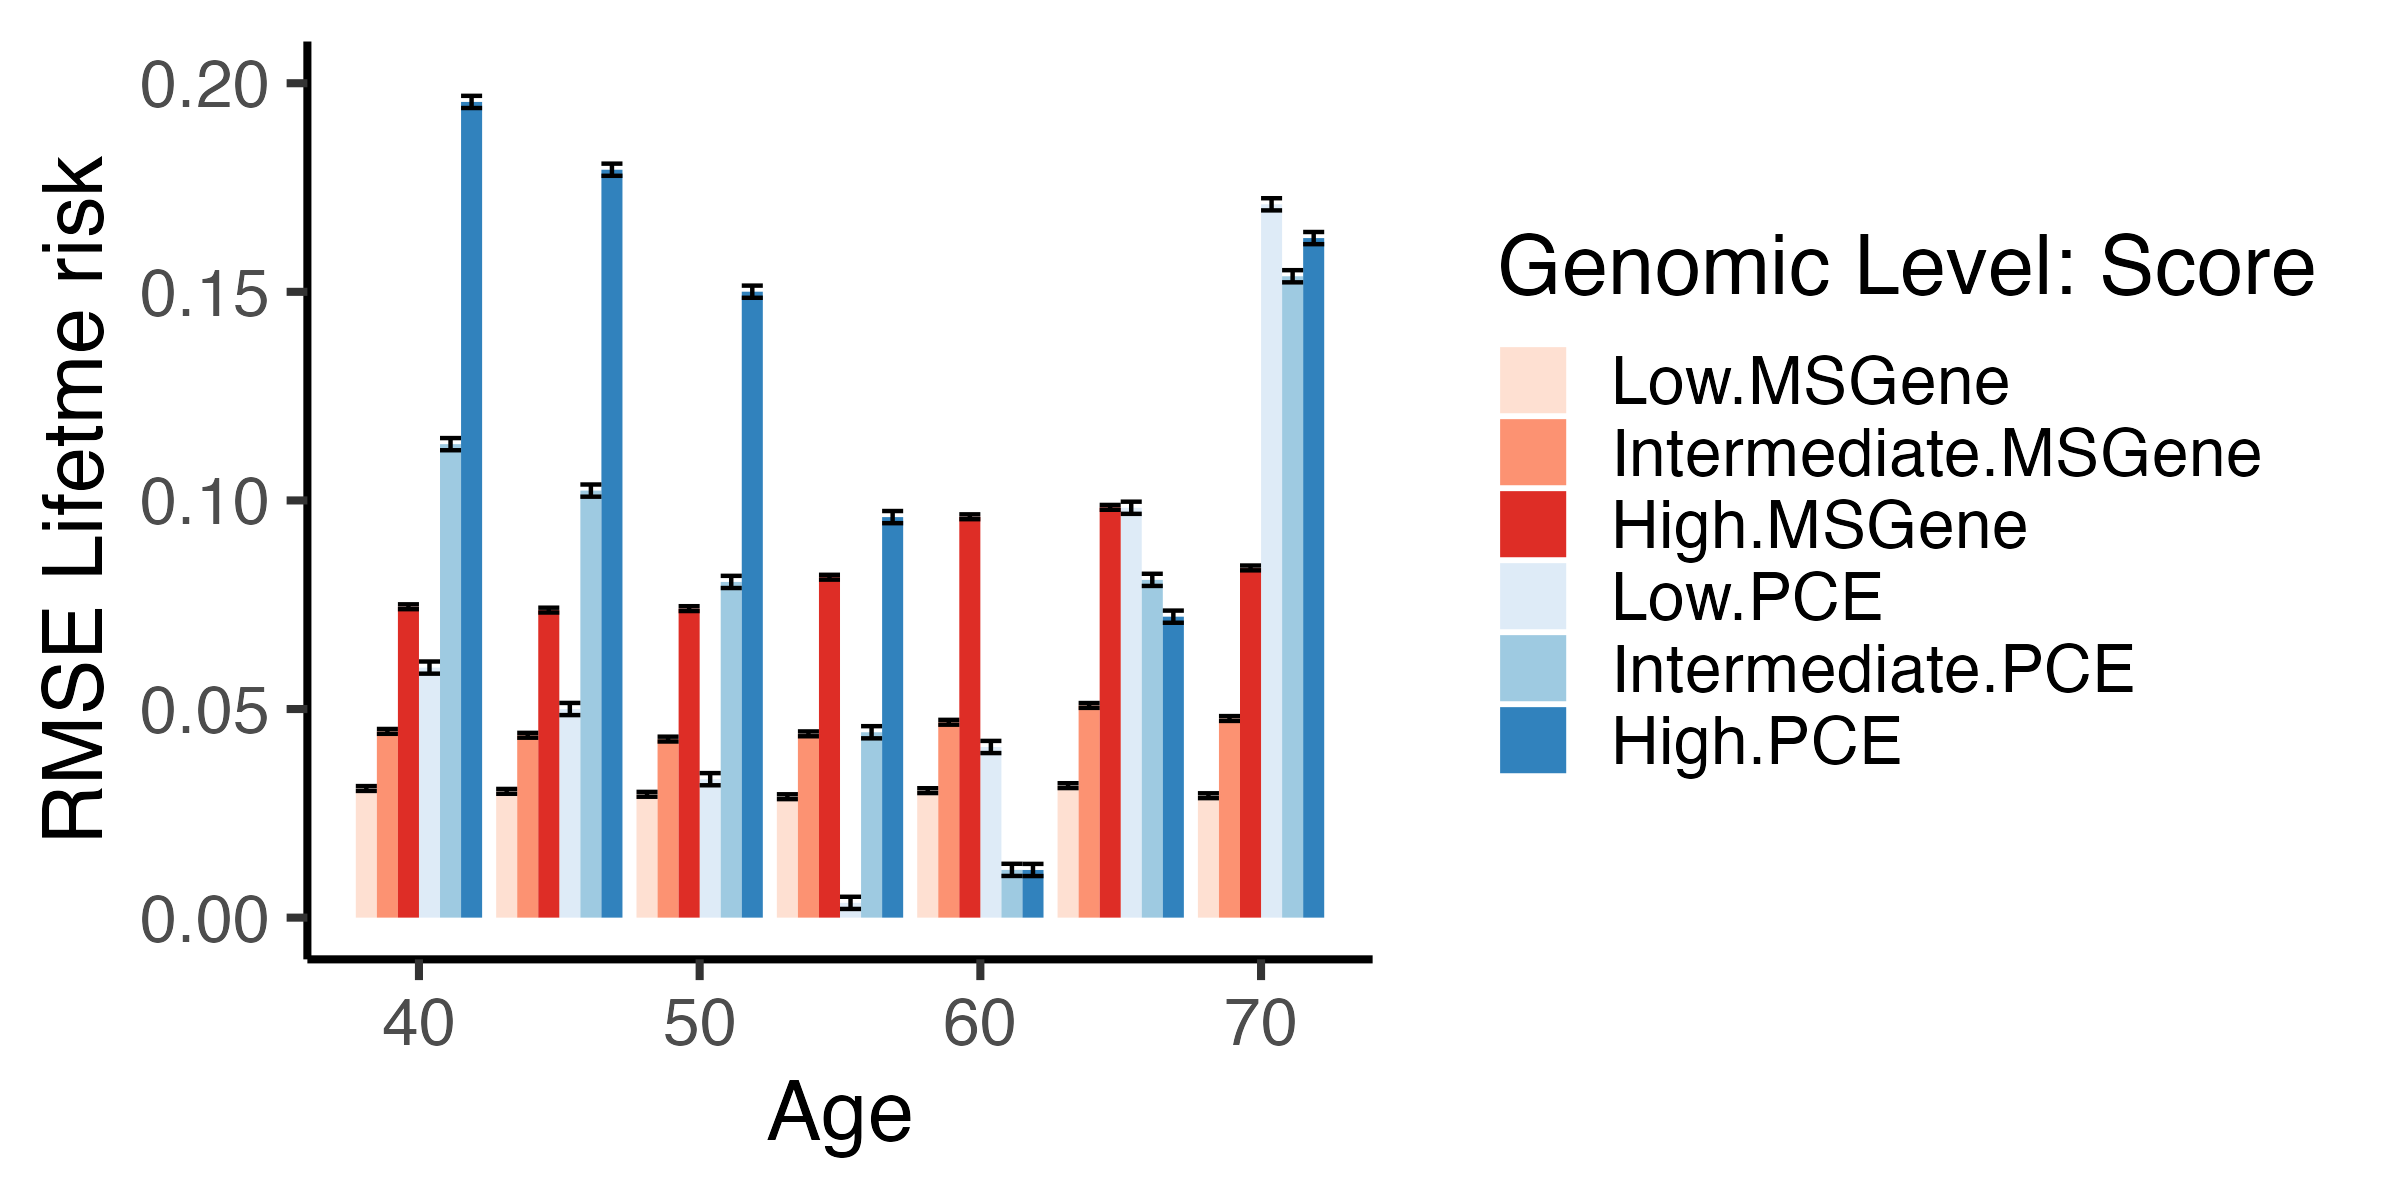 RMSE Lifetme risk
0.20
0.15
0.10
0.05
0.00
40 50 60 70
Age
Genomic Level: Score
Low.MSGene
Intermediate.MSGene
High.MSGene
Low.PCE
Intermediate.PCE
High.PCE